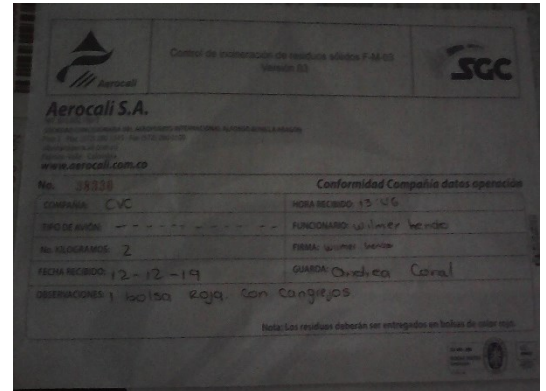 Aerocali
Control de incineración de residuos sólidos F-M-03
Versión 03
SGC
Aerocali S.A.
www.aerocali.com.co
No. 38336
Conformidad Compañía datos operación
COMPAÑÍA: CVC
HORA RECIBIDO: 13:46
TIPO DE AVIÓN: - - - - - - - - - - -
FUNCIONARIO: Wilmer
No. KILOGRAMOS: 2
FIRMA: Wilmer
FECHA RECIBIDO: 12-12-19
GUARDA: Andrea Coral
OBSERVACIONES: 1 bolsa Roja. Con Cangrejos
Nota: Los residuos deberán ser entregados en bolsas de color rojo.